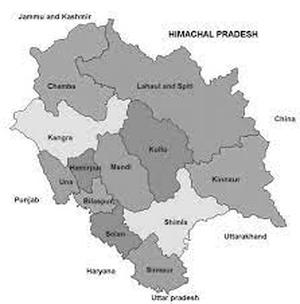 Jammu and Kashmir
HIMACHAL PRADESH
Chamba
Lahaul and Spiti
China
Kangra
Kullu
Hamirpur
Mandi
Kinnaur
Una
Punjab
Bilaspur
Shimla
Solan
Uttarakhand
Haryana
Sirmaur
Uttar pradesh